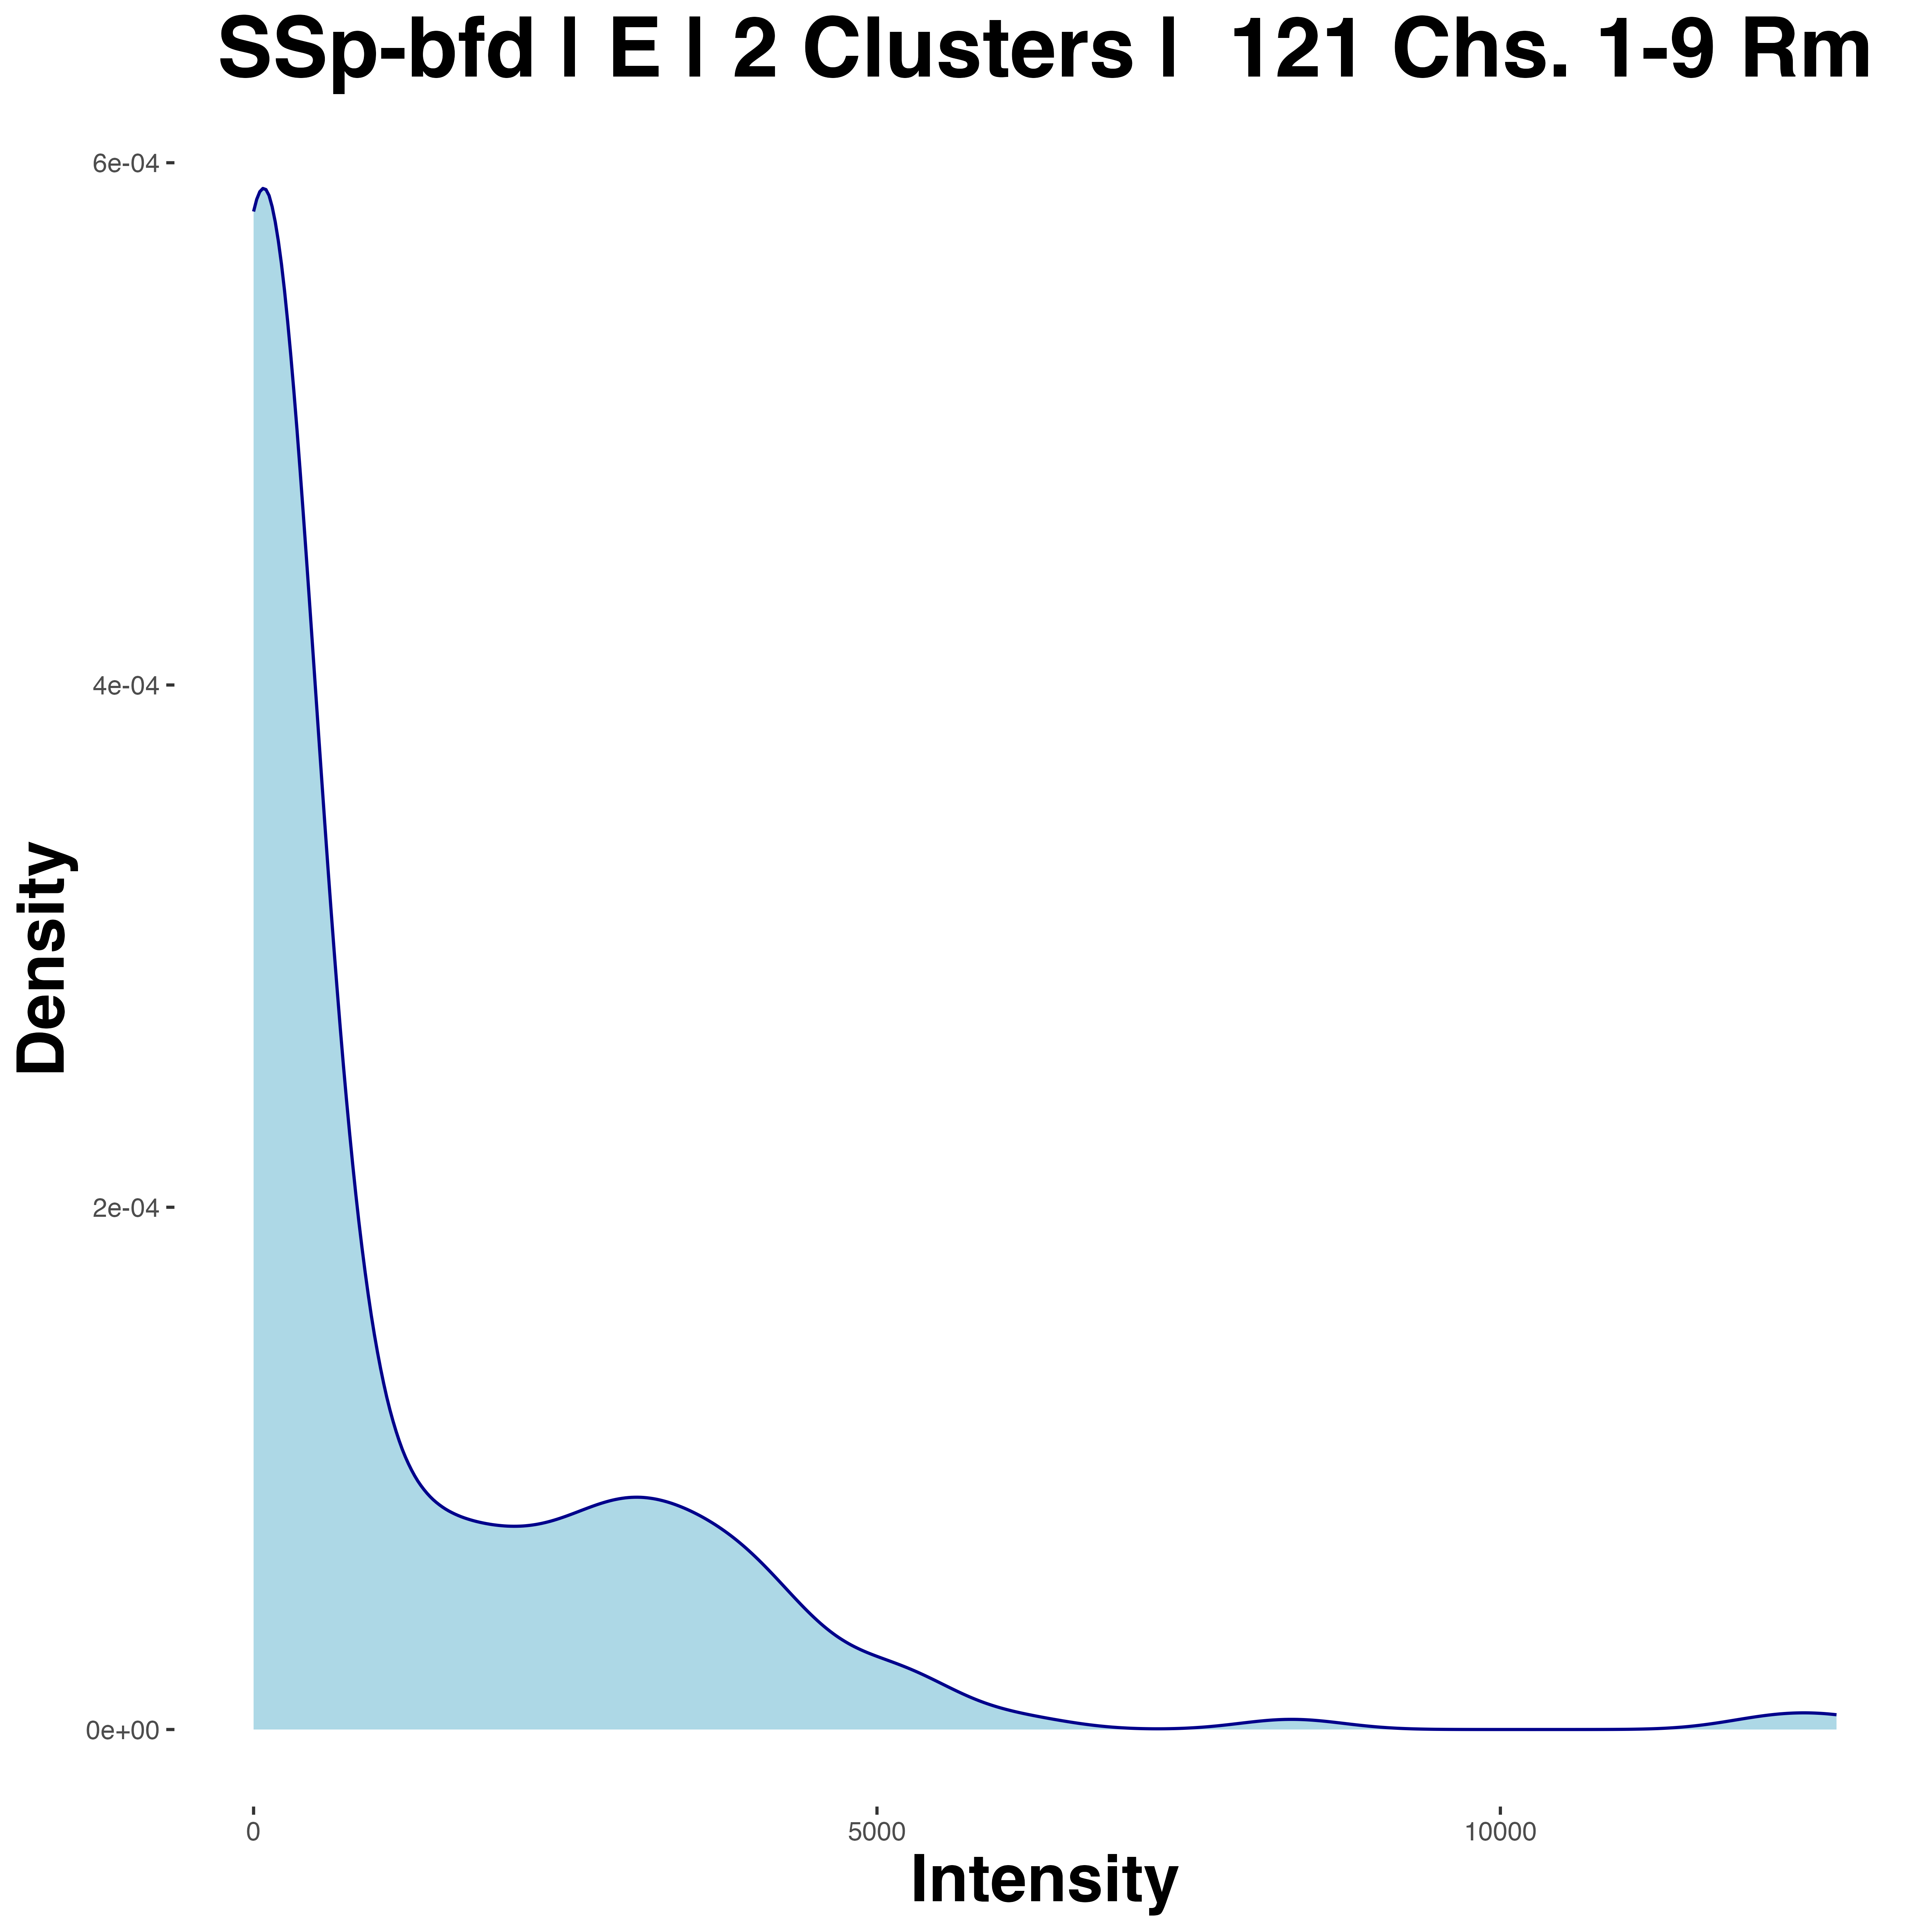 SSp-bfd | E | 2 Clusters | 121 Chs. 1-9 Rm
6e-04
4e-04
2e-04
0e+00
Density
0 5000 10000
Intensity